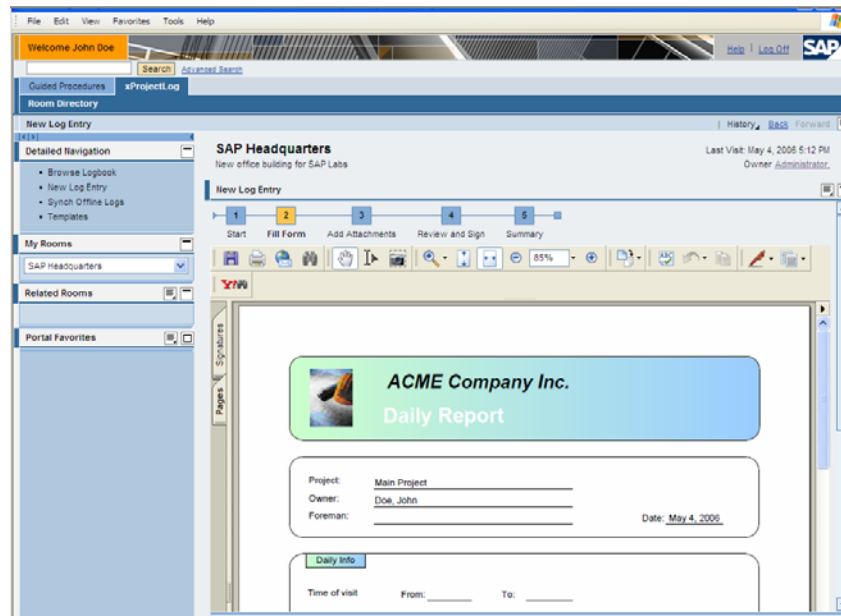 File Edit View Favorites Tools Help
Welcome John Doe
Help | Log Off SAP
Search Advanced Search
Guided Procedures xProjectLog
Room Directory
New Log Entry
| History Back Forward
Detailed Navigation
Browse Logbook
New Log Entry
Synch Offline Logs
Templates
My Rooms
SAP Headquarters
Related Rooms
Portal Favorites
SAP Headquarters
New office building for SAP Labs
Last Visit: May 4, 2006 5:12 PM
Owner Administrator,
New Log Entry
1 2 3 4 5
Start Fill Form Add Attachments Review and Sign Summary
85%
Signatures
Pages
ACME Company Inc.
Daily Report
Project: Main Project
Owner: Doe, John
Foreman:
Date: May 4, 2006
Daily Info
Time of visit From: To: